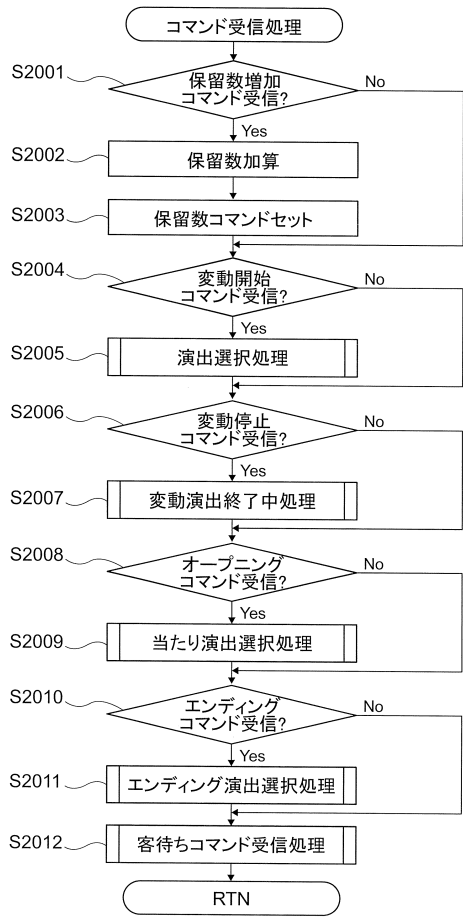 コマンド受信処理
S2001
保留数増加
コマンド受信?
No
Yes
S2002
保留数加算
S2003
保留数コマンドセット
S2004
変動開始
コマンド受信?
No
Yes
S2005
演出選択処理
S2006
変動停止
コマンド受信?
No
Yes
S2007
変動演出終了中処理
S2008
オープニング
コマンド受信?
No
Yes
S2009
当たり演出選択処理
S2010
エンディング
コマンド受信?
No
Yes
S2011
エンディング演出選択処理
S2012
客待ちコマンド受信処理
RTN